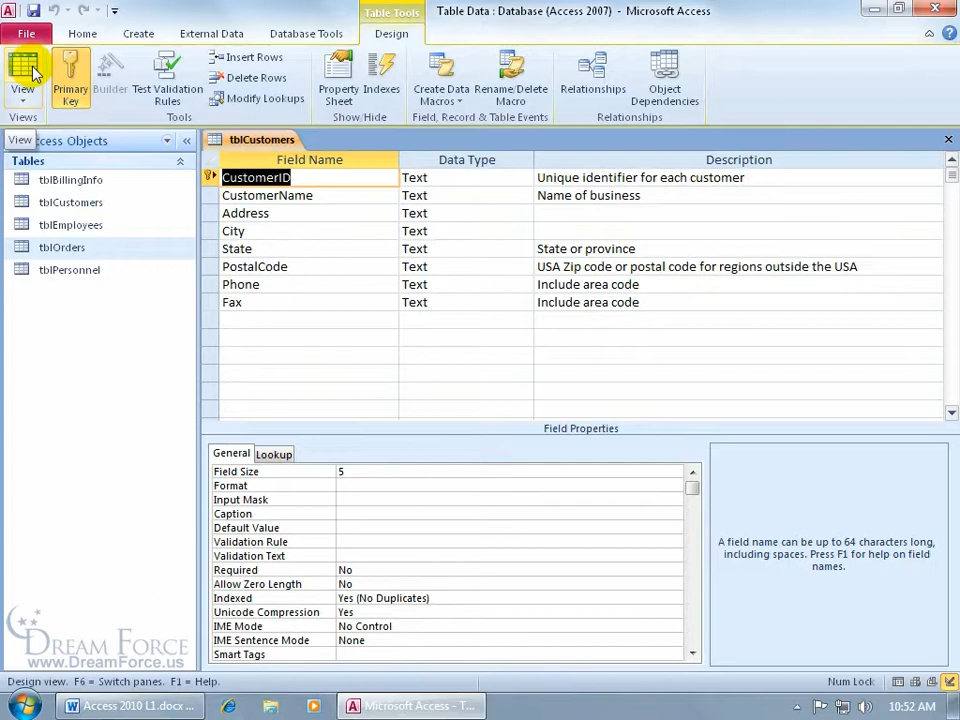 Table Tools
Table Data : Database (Access 2007) - Microsoft Access
File Home Create External Data Database Tools Design
View
Primary Key
Builder
Test Validation Rules
Insert Rows
Delete Rows
Modify Lookups
Property Sheet
Indexes
Create Data Macros
Rename/Delete Macro
Relationships
Object Dependencies
Views Tools Show/Hide Field, Record & Table Events Relationships
View
ccess Objects
tblCustomers
Tables
tblBillingInfo
tblCustomers
tblEmployees
tblOrders
tblPersonnel
Field Name Data Type Description
CustomerID Text Unique identifier for each customer
CustomerName Text Name of business
Address Text
City Text
State Text State or province
PostalCode Text USA Zip code or postal code for regions outside the USA
Phone Text Include area code
Fax Text Include area code
Field Properties
General Lookup
Field Size 5
Format
Input Mask
Caption
Default Value
Validation Rule
Validation Text
Required No
Allow Zero Length No
Indexed Yes (No Duplicates)
Unicode Compression Yes
IME Mode No Control
IME Sentence Mode None
Smart Tags
A field name can be up to 64 characters long,
including spaces. Press F1 for help on field
names.
DREAM FORCE
www.DreamForce.us
Design view. F6 = Switch panes. F1 = Help.
Num Lock
Access 2010 L1.docx ...
Microsoft Access - T...
10:52 AM